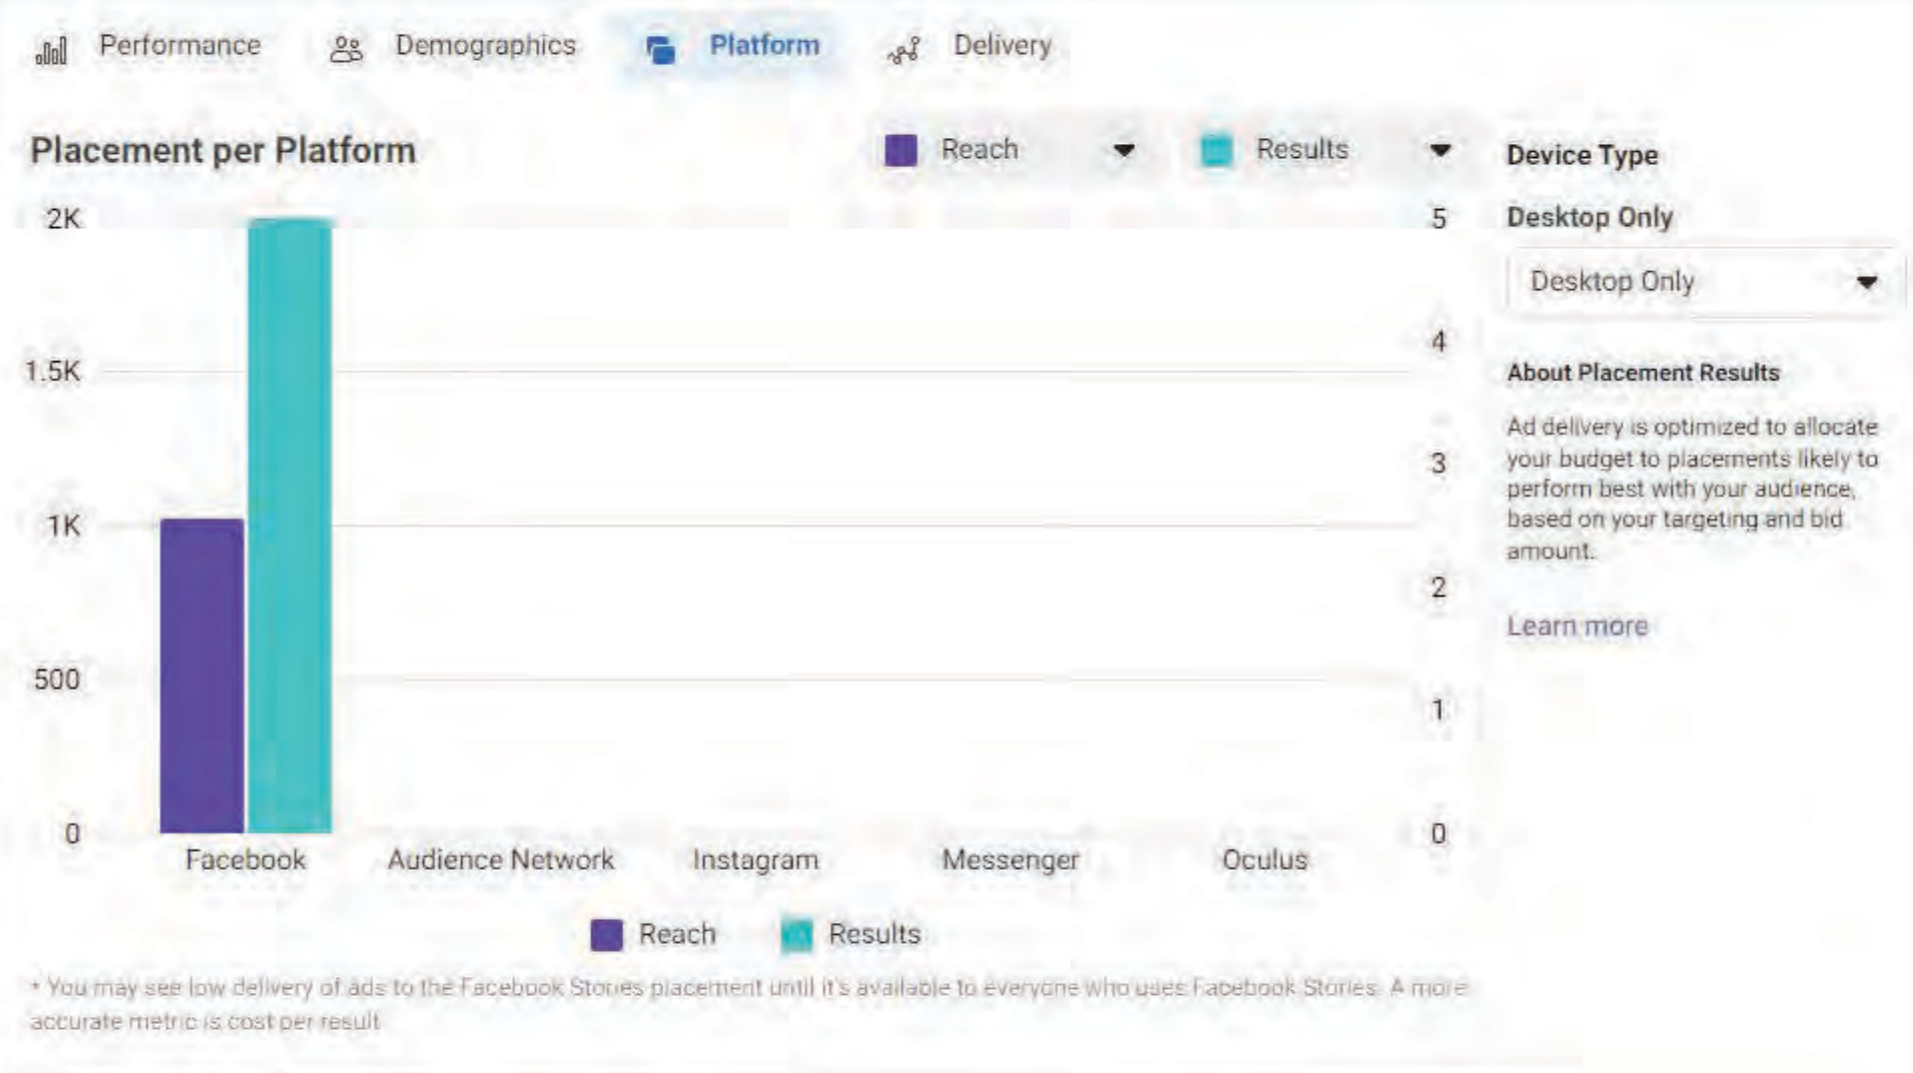 Performance Demographics Platform Delivery
Placement per Platform
Reach Results
2K
1.5K
1K
500
0
5
4
3
2
1
0
Facebook Audience Network Instagram Messenger Oculus
Reach Results
* You may see low delivery of ads to the Facebook Stories placement until it's available to everyone who uses Facebook Stories. A more
accurate metric is cost per result
Device Type
Desktop Only
Desktop Only
About Placement Results
Ad delivery is optimized to allocate
your budget to placements likely to
perform best with your audience,
based on your targeting and bid
amount.
Learn more